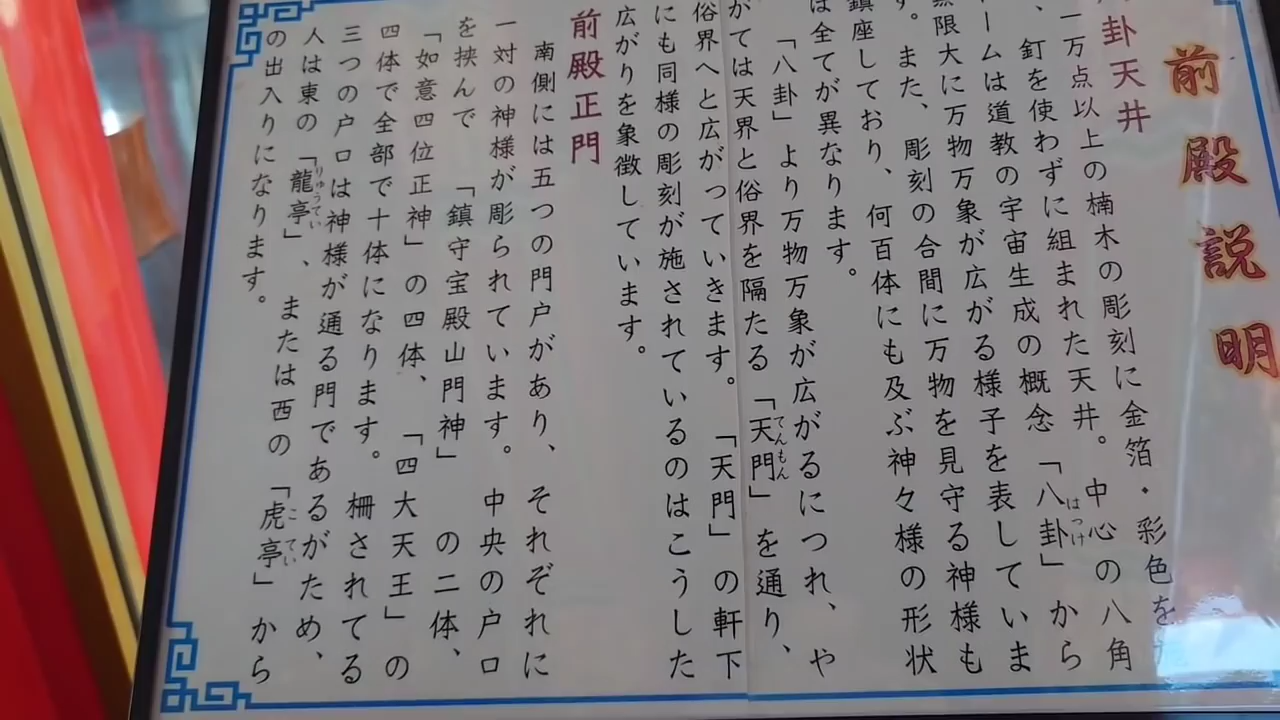 前殿説明
卦天井
一万点以上の楠木の彫刻に金箔・彩色を
、釘を使わずに組まれた天井。中心の八角
ームは道教の宇宙生成の概念「八卦」から
はっけ
無限大に万物万象が広がる様子を表していま
す。また、彫刻の合間に万物を見守る神様も
鎮座しており、何百体にも及ぶ神々様の形状
は全てが異なります。
「八卦」より万物万象が広がるにつれ、や
がては天界と俗界を隔たる「天門」を通り、
てんもん
俗界へと広がっていきます。「天門」の軒下
にも同様の彫刻が施されているのはこうした
広がりを象徴しています。
前殿正門
南側には五つの門戸があり、それぞれに
一対の神様が彫られています。中央の戸口
を挟んで「鎮守宝殿山門神」の二体、
「如意四位正神」の四体、「四大天王」の
四体で全部で十体になります。柵されてる
三つの戸口は神様が通る門であるがため、
人は東の「龍亭」、または西の「虎亭」から
りゅうてい
こてい
の出入りになります。